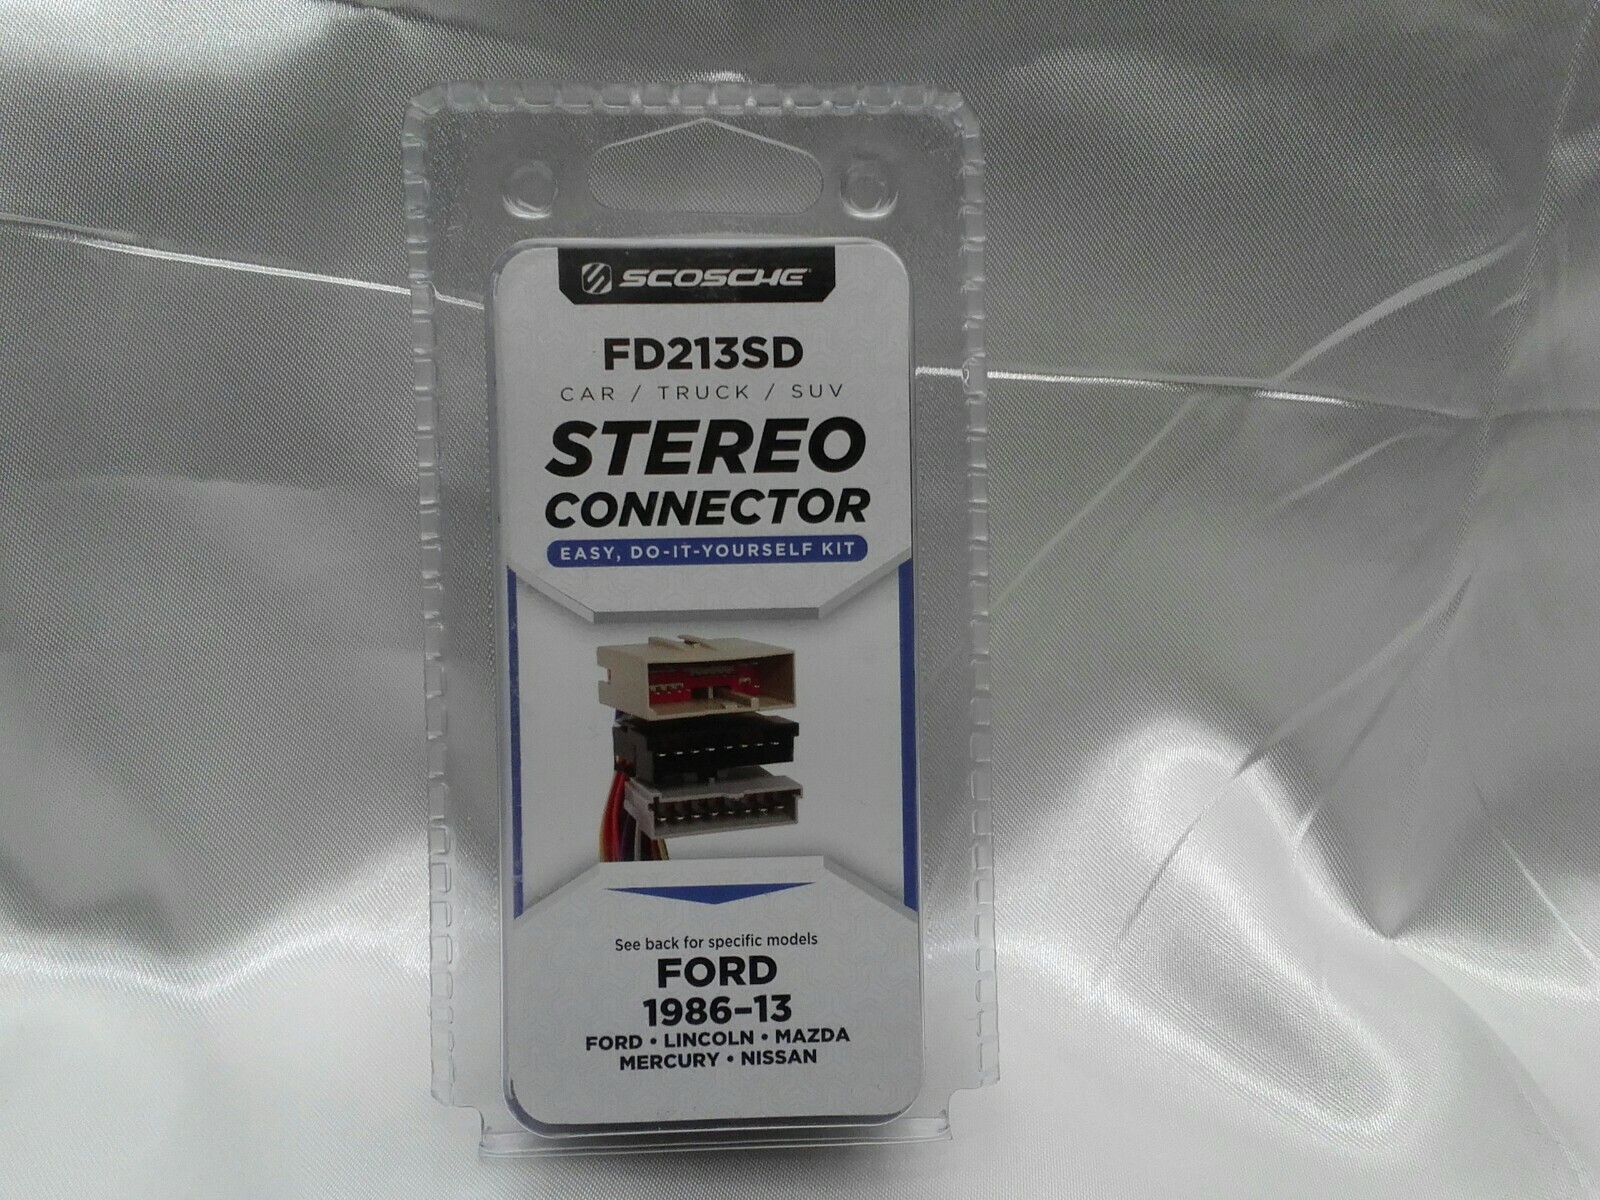 SCOSCHE
FD213SD
CAR / TRUCK / SUV
STEREO
CONNECTOR
EASY, DO-IT-YOURSELF KIT
See back for specific models
FORD
1986–13
FORD • LINCOLN • MAZDA
MERCURY • NISSAN